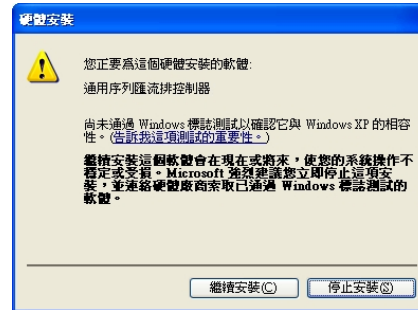 硬體安裝
您正要為這個硬體安裝的軟體:
通用序列匯流排控制器
尚未通過 Windows 標誌測試以確認它與 Windows XP 的相容
性。(告訴我這項測試的重要性。)
繼續安裝這個軟體會在現在或將來，使您的系統操作不
穩定或受損。Microsoft 強烈建議您立即停止這項安
裝，並連絡硬體廠商索取已通過 Windows 標誌測試的
軟體。
繼續安裝(C)
停止安裝(S)